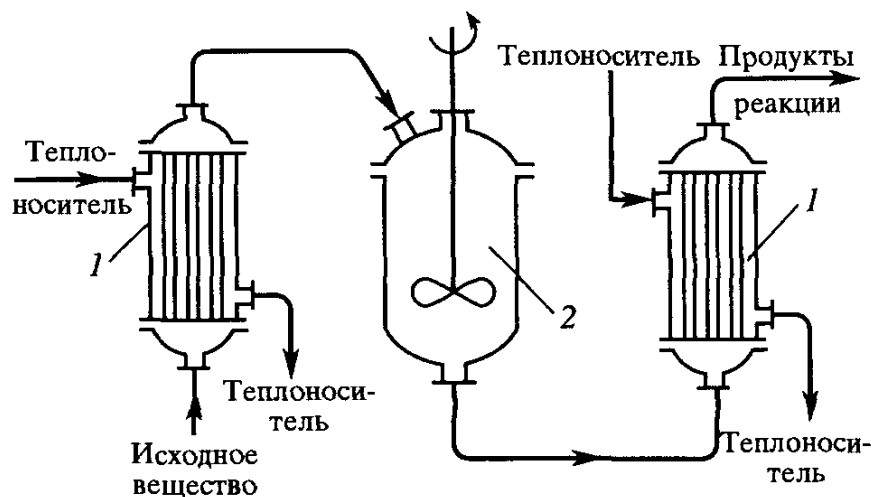 Теплоноситель
Продукты
реакции
Тепло-
носитель
1
1
2
Теплоноси-
тель
Исходное
вещество
Теплоноси-
тель